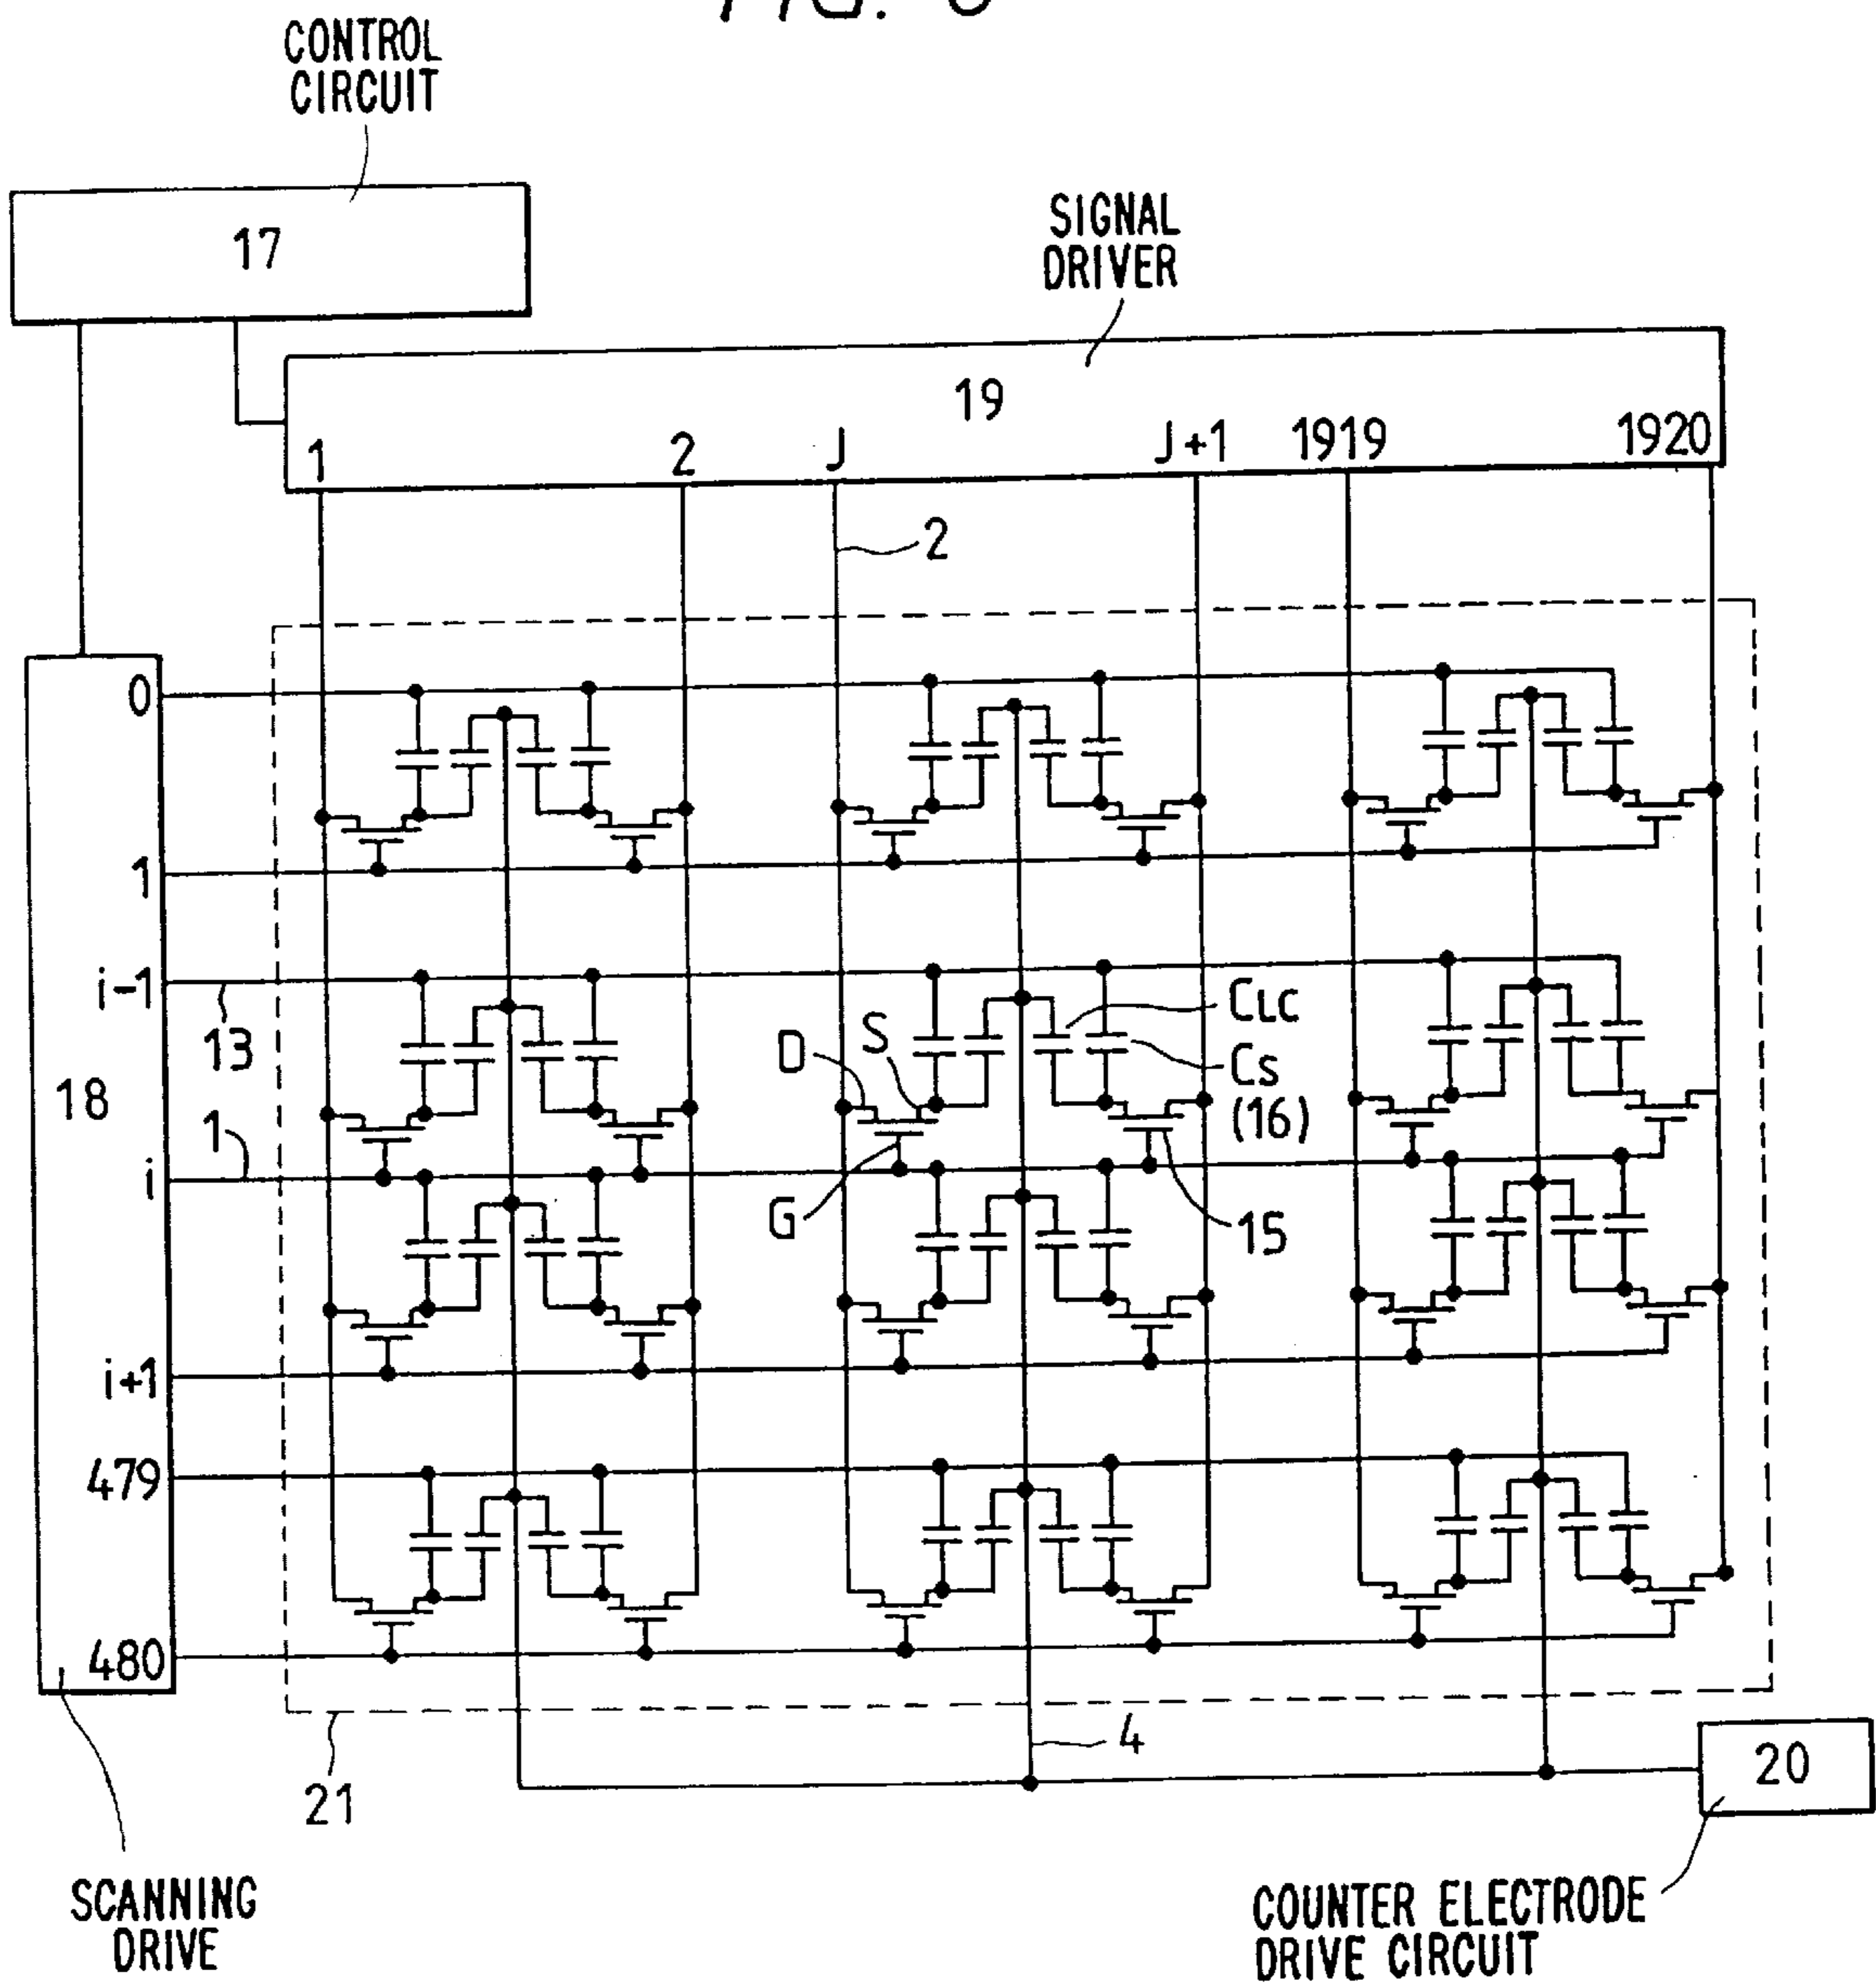 CONTROL
CIRCUIT
17
SIGNAL
DRIVER
19
1 2 J J+1 1919 1920
2
0
1
i-1
13
18
1
i
i+1
479
480
D S CLC
CS
(16)
G 15
4
21
20
SCANNING
DRIVE
COUNTER ELECTRODE
DRIVE CIRCUIT